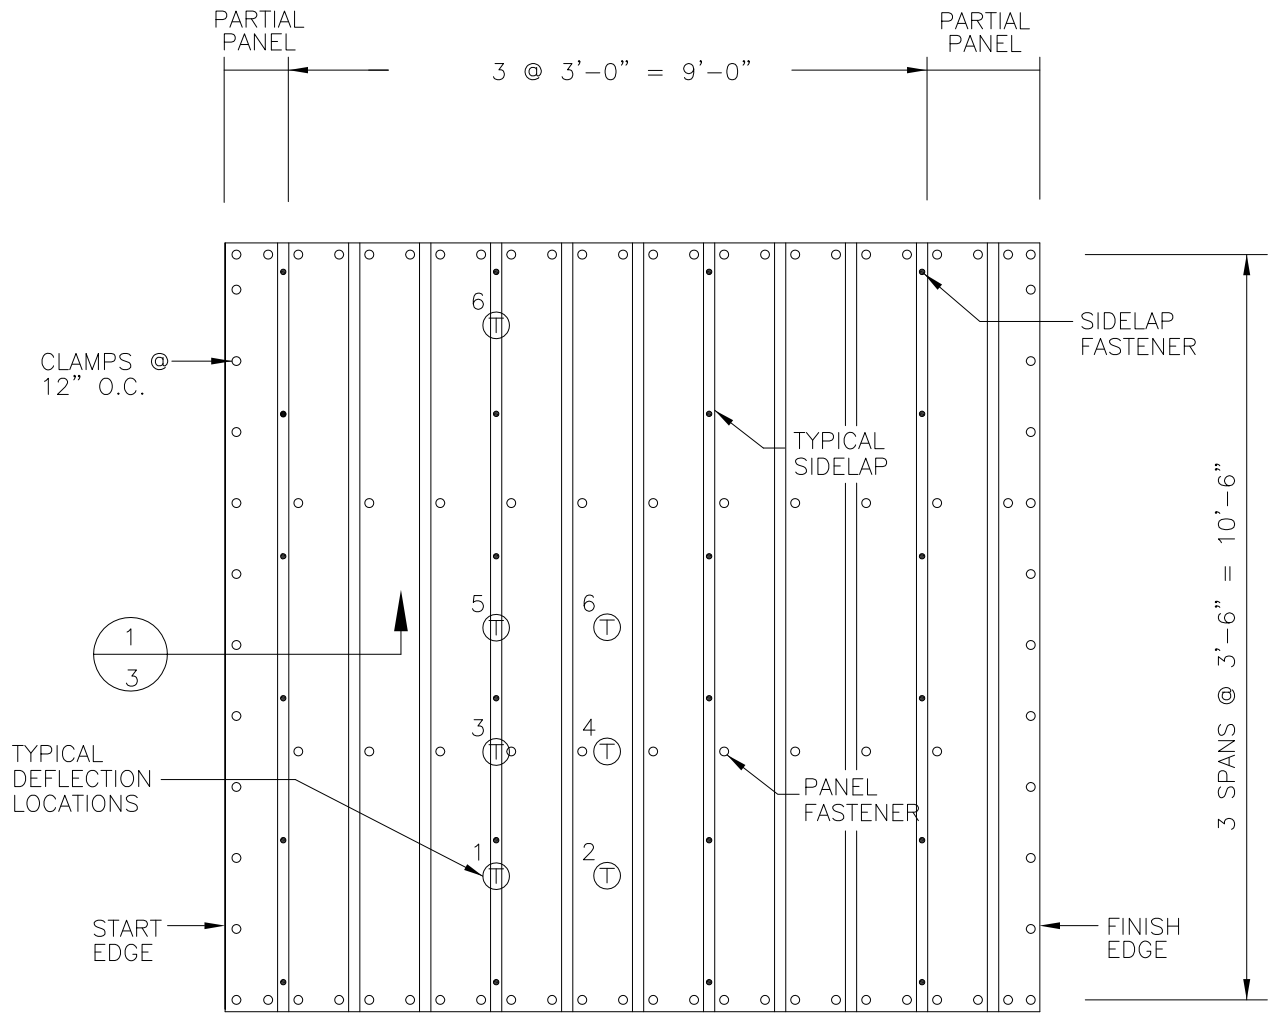 PARTIAL
PANEL
3 @ 3'-0" = 9'-0"
PARTIAL
PANEL
6
SIDELAP
FASTENER
CLAMPS @
12" O.C.
TYPICAL
SIDELAP
3 SPANS @ 3'-6" = 10'-6"
5
6
1
3
3
4
TYPICAL
DEFLECTION
LOCATIONS
PANEL
FASTENER
1
2
START
EDGE
FINISH
EDGE
T
T
T
T
T
T
T